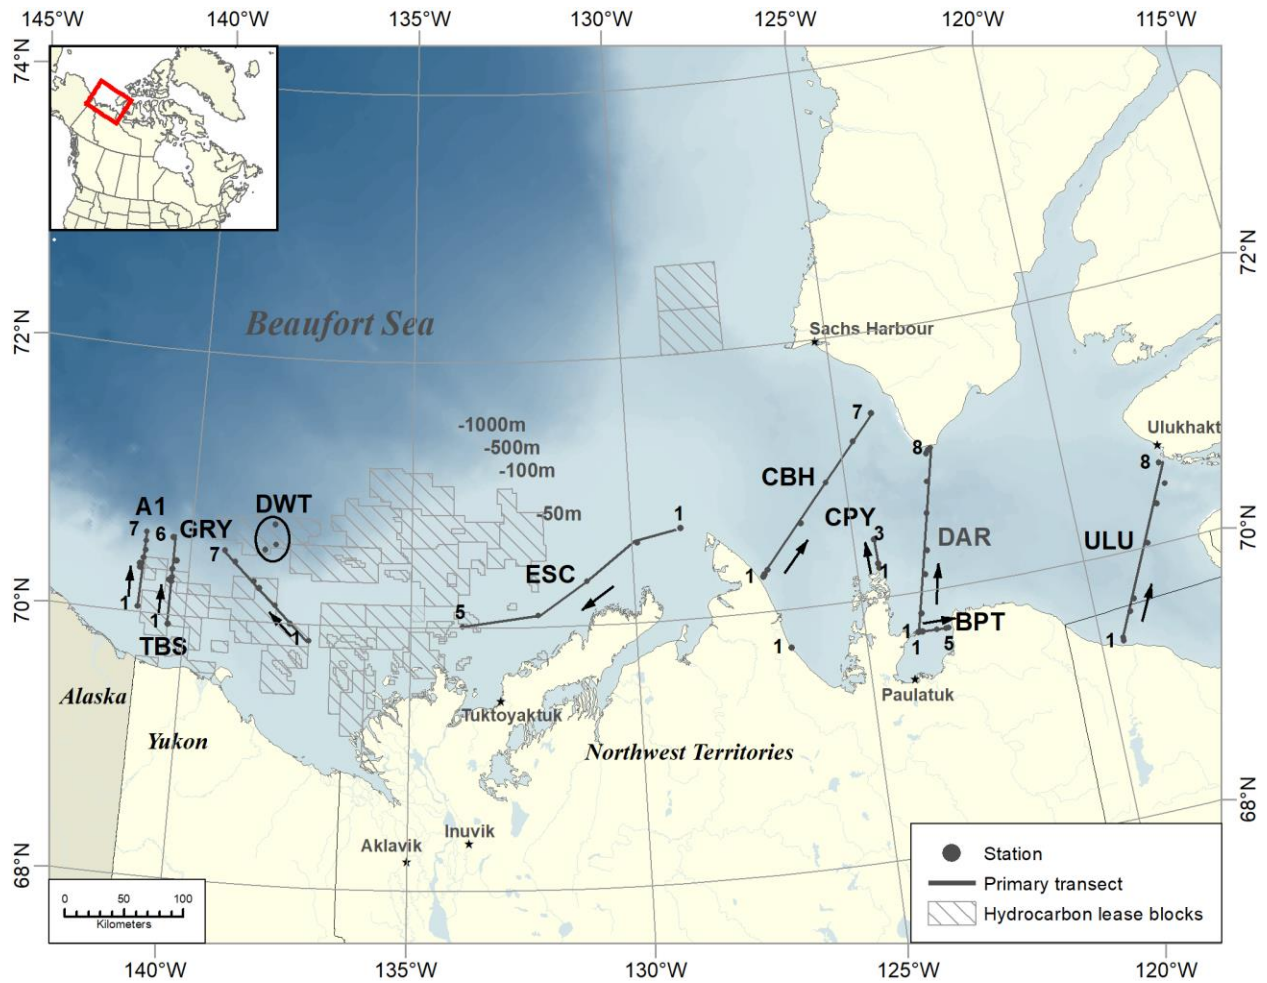 145°W 140°W 135°W 130°W 125°W 120°W 115°W
74°N
72°N
72°N
Beaufort Sea
Sachs Harbour
-1000m
-500m
-100m
-50m
7
8
Ulukhakt
8
CBH
A1
DWT
7 6 GRY
7
1
CPY
3
DAR
ULU
70°N
ESC
1
1
1
1
5
1
BPT
70°N
TBS
1
1
5
1
1
Paulatuk
Alaska
Tuktoyaktuk
Yukon
Northwest Territories
68°N
Inuvik
Aklavik
68°N
0 50 100
Kilometers
Station
Primary transect
Hydrocarbon lease blocks
140°W 135°W 130°W 125°W 120°W